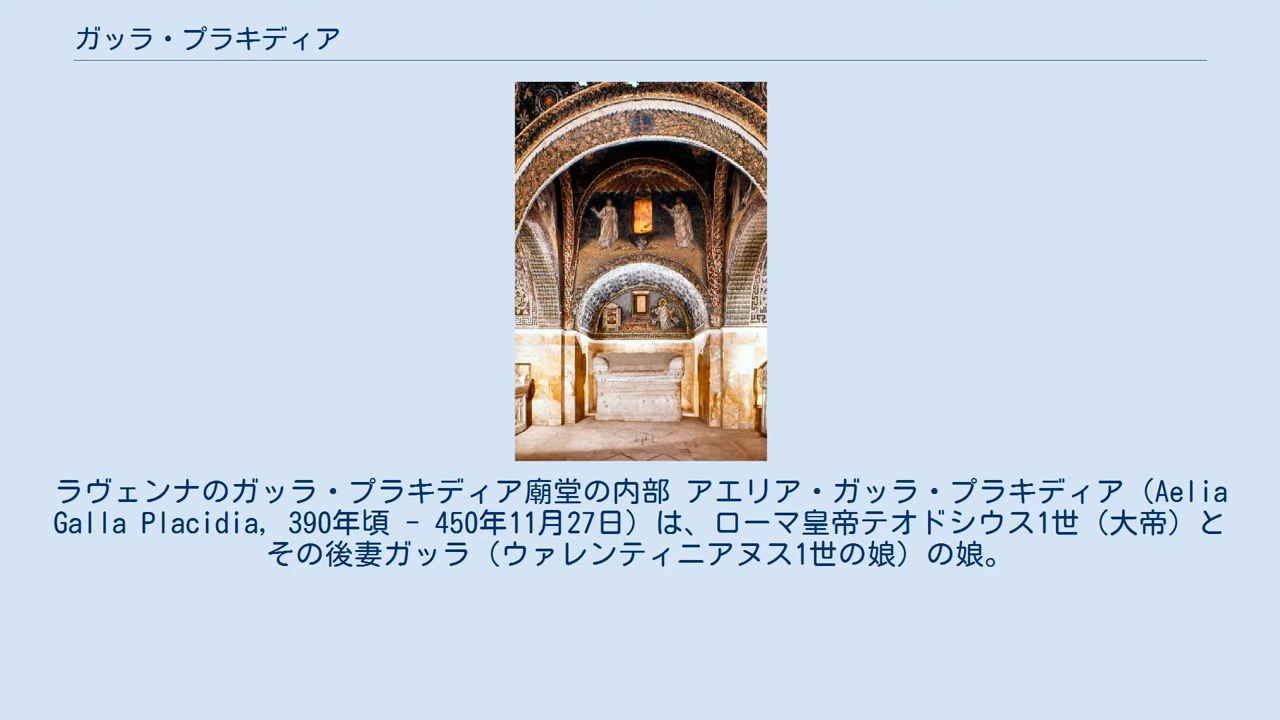 ガッラ・プラキディア
ラヴェンナのガッラ・プラキディア廟堂の内部 アエリア・ガッラ・プラキディア（Aelia
Galla Placidia, 390年頃 - 450年11月27日）は、ローマ皇帝テオドシウス1世（大帝）と
その後妻ガッラ（ウァレンティニアヌス1世の娘）の娘。